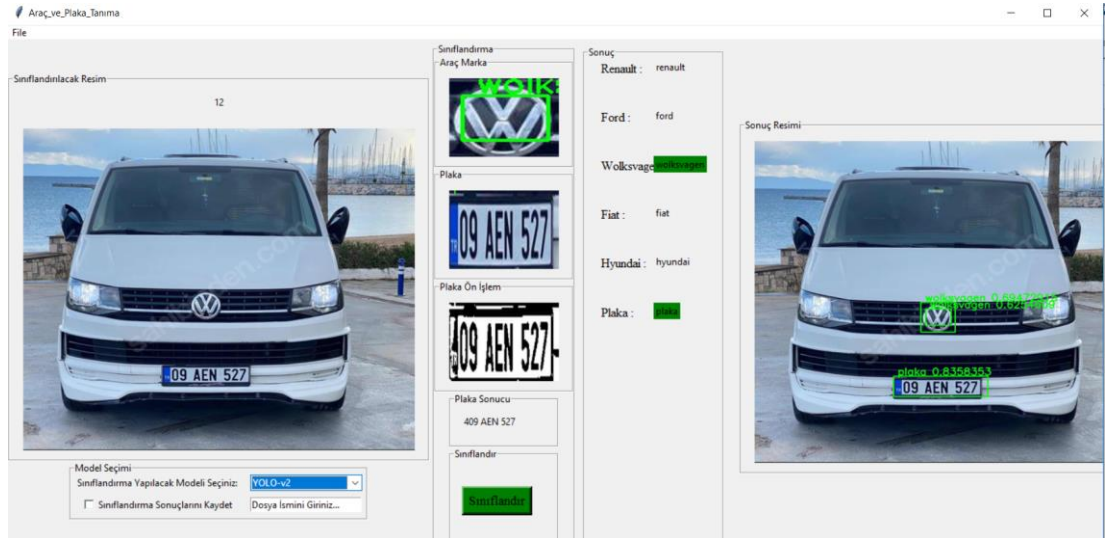 Araç_ve_Plaka_Tanıma
File
Sınıflandırılacak Resim
12
09 AEN 527
Model Seçimi
Sınıflandırma Yapılacak Modeli Seçiniz: YOLO-v2
Sınıflandırma Sonuçlarını Kaydet Dosya İsmini Giriniz...
Sınıflandırma
Araç Marka
wolk
Plaka
09 AEN 527
Plaka Ön İşlem
09 AEN 527
Plaka Sonucu
409 AEN 527
Sınıflandır
Sınıflandır
Sonuç
Renault : renault
Ford : ford
Wolksvage wolksvagen
Fiat : fiat
Hyundai : hyundai
Plaka : plaka
Sonuç Resimi
wolksvagen
plaka 0.8358353
09 AEN 527